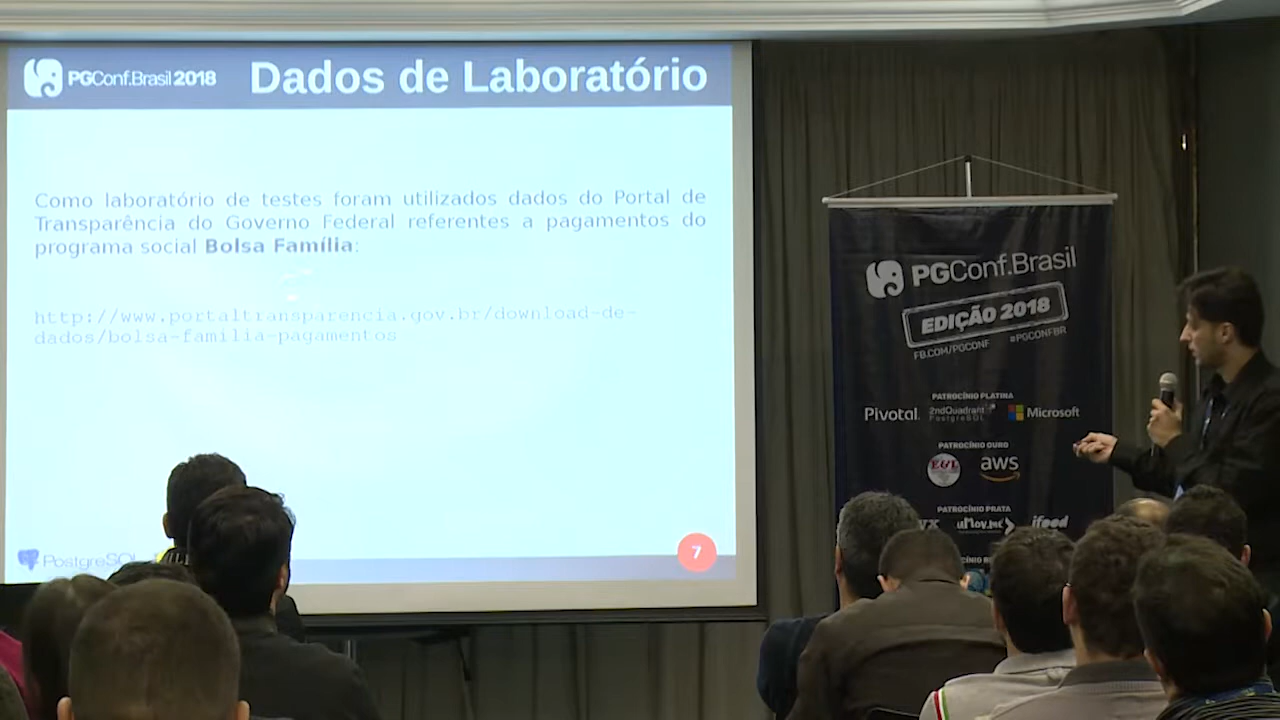 PGConf.Brasil 2018
Dados de Laboratório
Como laboratório de testes foram utilizados dados do Portal de
Transparência do Governo Federal referentes a pagamentos do
programa social Bolsa Família:
http://www.portaltransparencia.gov.br/download-de-
dados/bolsa-familia-pagamentos
PostgreSQL
7
PGConf.Brasil
EDIÇÃO 2018
FB.COM/PGCONF #PGCONFBR
PATROCÍNIO PLATINA
Pivotal. 2ndQuadrant PostgreSQL Microsoft
PATROCÍNIO OURO
E&L aws
PATROCÍNIO PRATA
uMov.me ifood
PATROCÍNIO